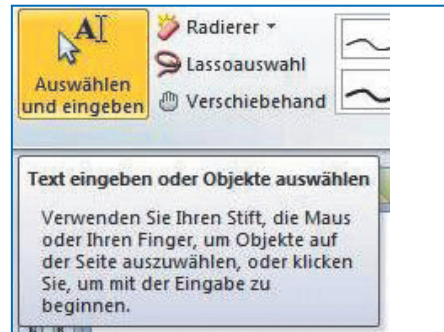 Auswählen
und eingeben
Radierer
Lassoauswahl
Verschiebehand
Text eingeben oder Objekte auswählen
Verwenden Sie Ihren Stift, die Maus
oder Ihren Finger, um Objekte auf
der Seite auszuwählen, oder klicken
Sie, um mit der Eingabe zu
beginnen.